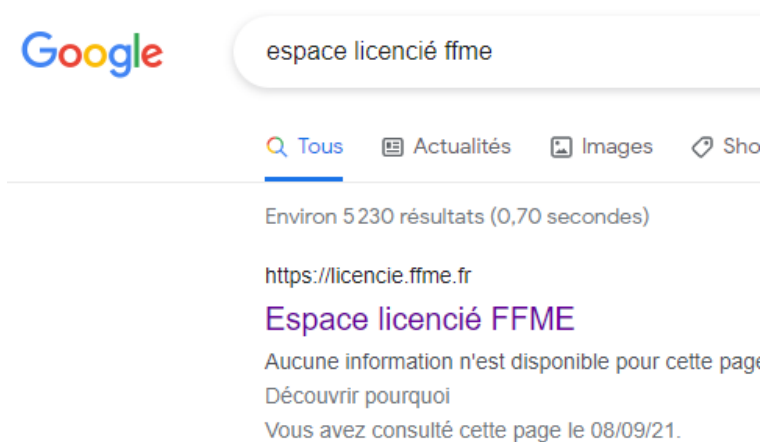 Google
espace licencié ffme
Tous Actualités Images
Environ 5 230 résultats (0,70 secondes)
https://licencie.ffme.fr
Espace licencié FFME
Aucune information n'est disponible pour cette page
Découvrir pourquoi
Vous avez consulté cette page le 08/09/21.